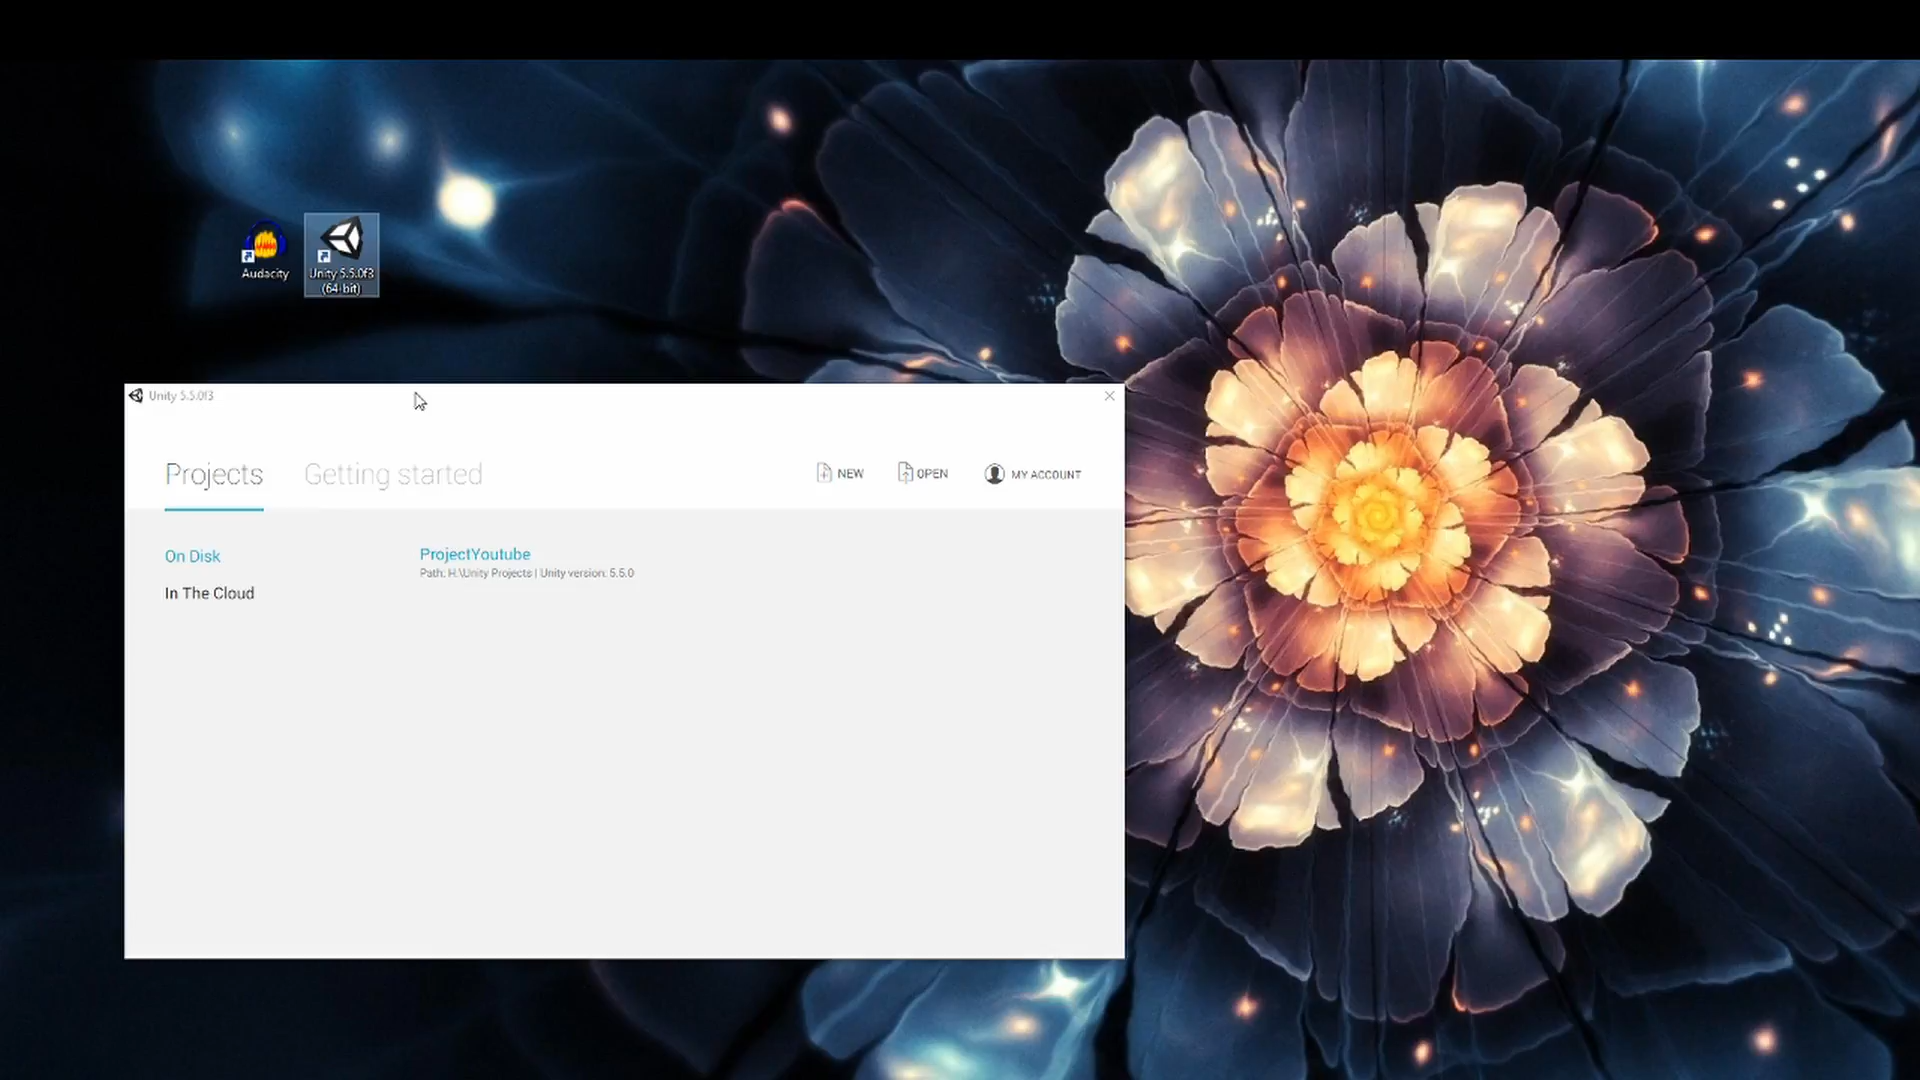 Audacity
Unity 5.5.0f3
(64-bit)
Unity 5.5.0f3
Projects
Getting started
NEW
OPEN
MY ACCOUNT
On Disk
ProjectYoutube
Path: H:\Unity Projects | Unity version: 5.5.0
In The Cloud